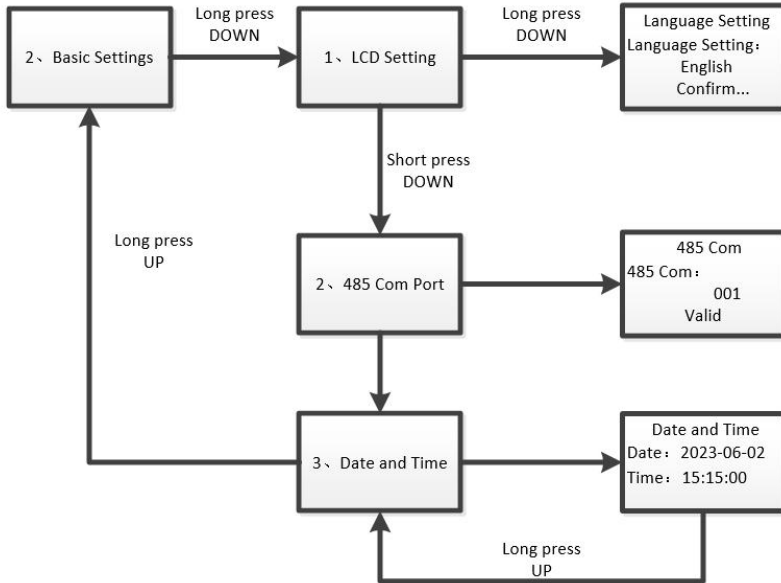 Long press
DOWN
Long press
DOWN
2、Basic Settings
1、LCD Setting
Language Setting
Language Setting：
English
Confirm...
Short press
DOWN
Long press
UP
2、485 Com Port
485 Com
485 Com：
001
Valid
3、Date and Time
Date and Time
Date：2023-06-02
Time：15:15:00
Long press
UP